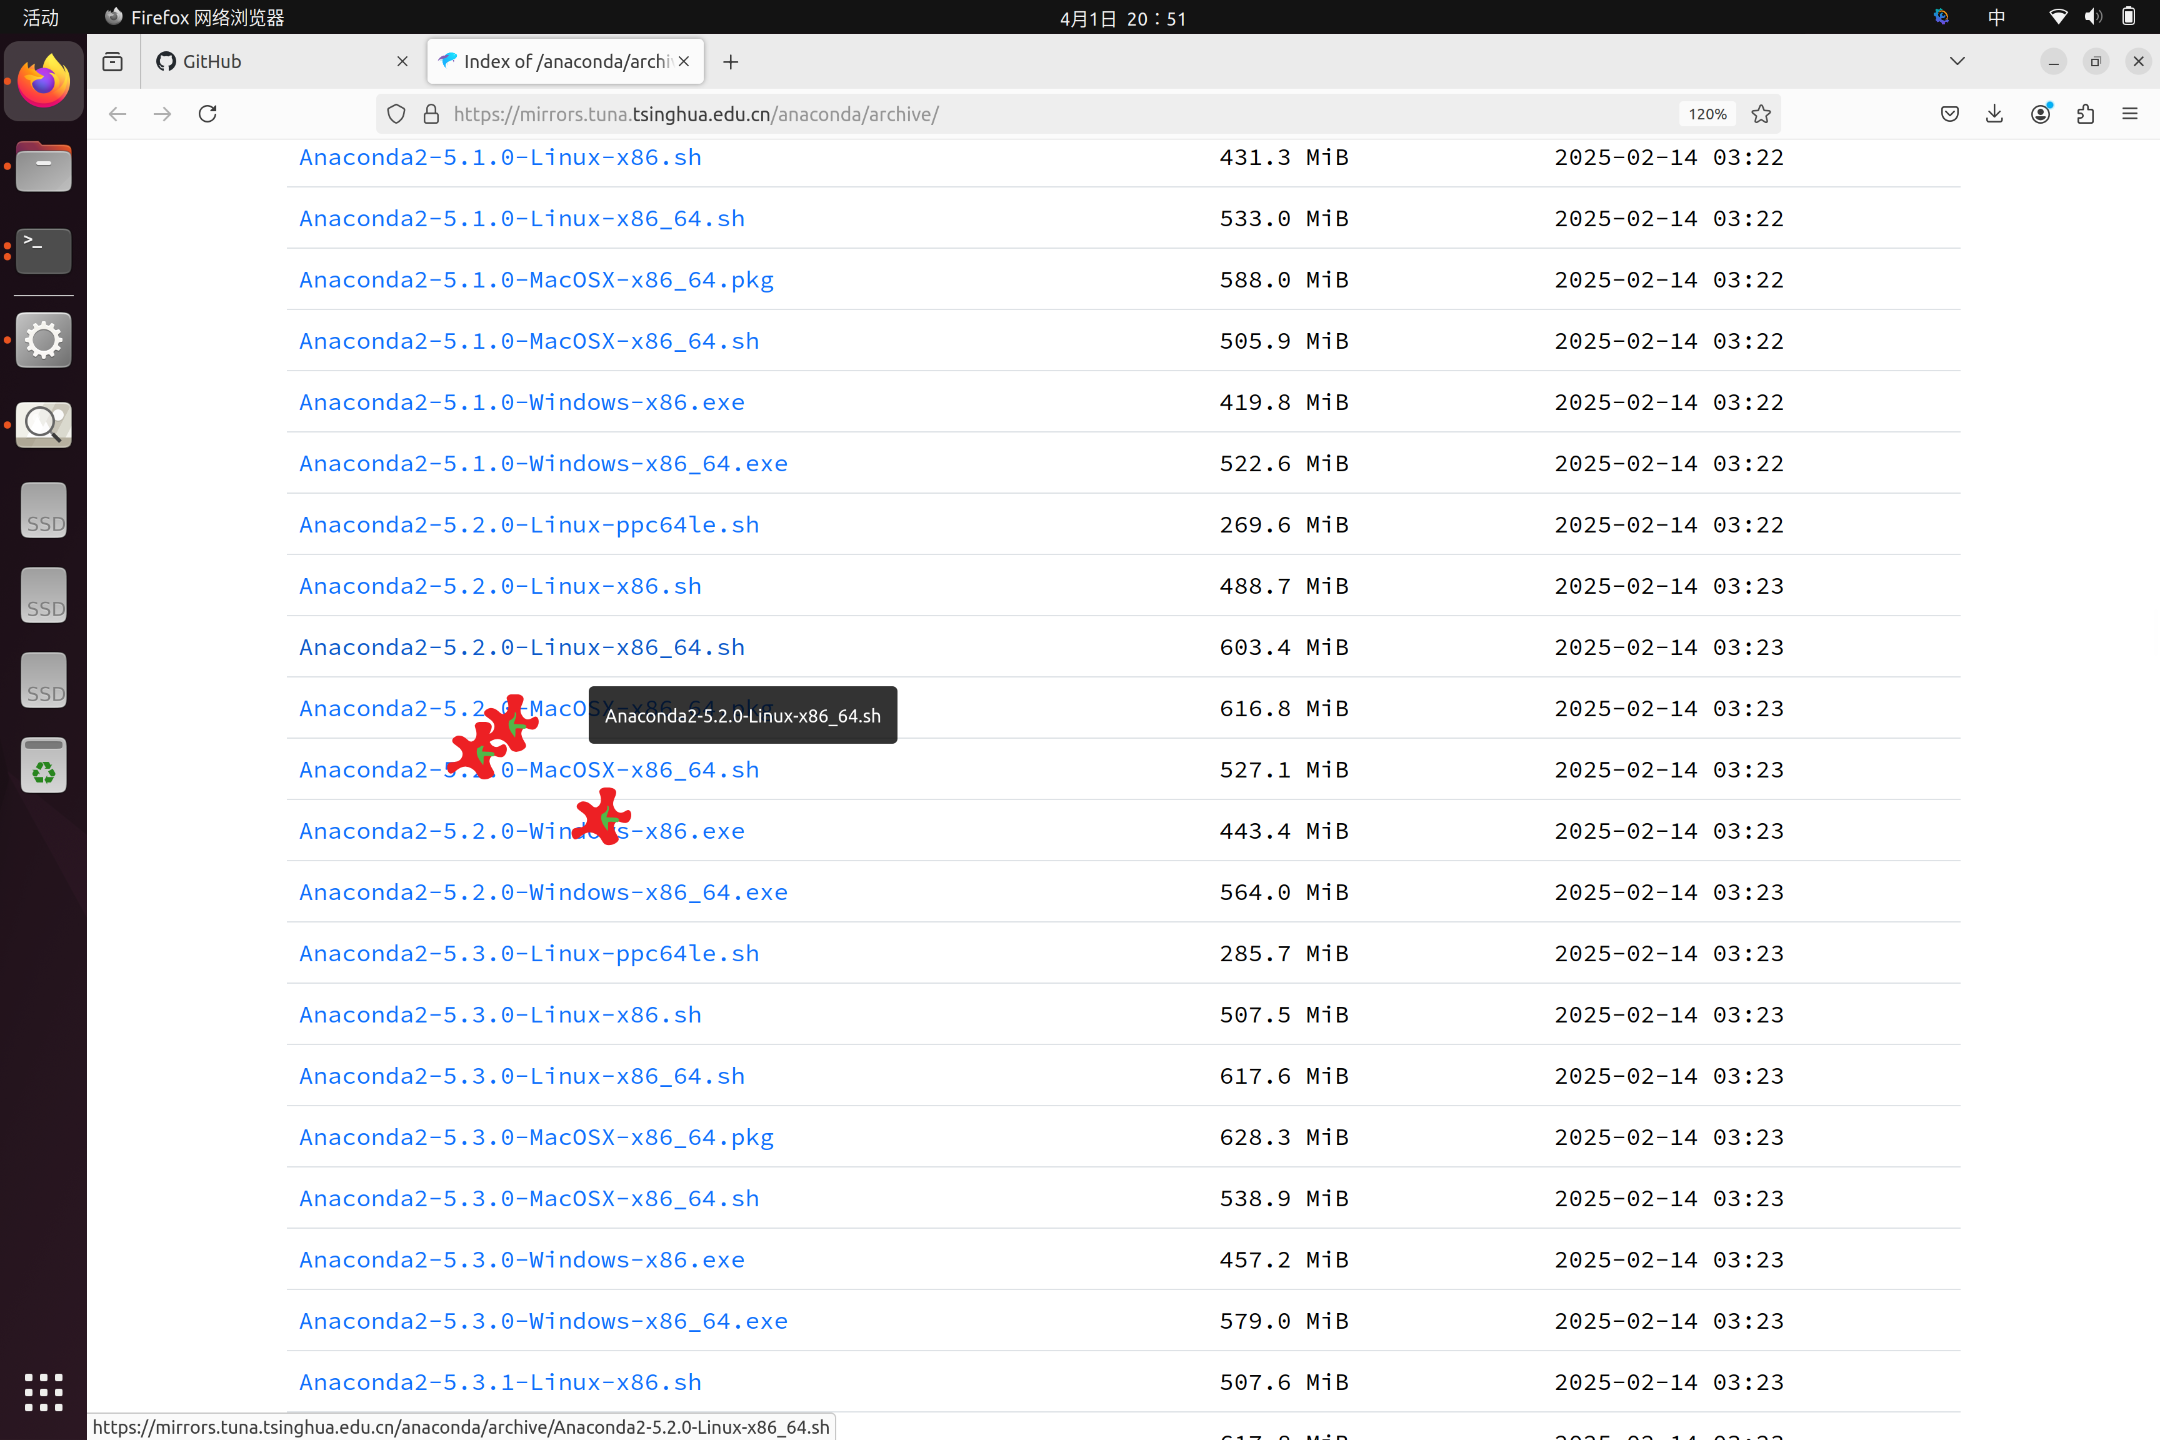 活动
Firefox 网络浏览器
4月1日 20：51
中
GitHub
Index of /anaconda/archi
https://mirrors.tuna.tsinghua.edu.cn/anaconda/archive/
120%
Anaconda2-5.1.0-Linux-x86.sh 431.3 MiB 2025-02-14 03:22
Anaconda2-5.1.0-Linux-x86_64.sh 533.0 MiB 2025-02-14 03:22
Anaconda2-5.1.0-MacOSX-x86_64.pkg 588.0 MiB 2025-02-14 03:22
Anaconda2-5.1.0-MacOSX-x86_64.sh 505.9 MiB 2025-02-14 03:22
Anaconda2-5.1.0-Windows-x86.exe 419.8 MiB 2025-02-14 03:22
Anaconda2-5.1.0-Windows-x86_64.exe 522.6 MiB 2025-02-14 03:22
Anaconda2-5.2.0-Linux-ppc64le.sh 269.6 MiB 2025-02-14 03:22
Anaconda2-5.2.0-Linux-x86.sh 488.7 MiB 2025-02-14 03:23
Anaconda2-5.2.0-Linux-x86_64.sh 603.4 MiB 2025-02-14 03:23
Anaconda2-5.2.0-MacOSX-x86_64.pkg 616.8 MiB 2025-02-14 03:23
Anaconda2-5.2.0-Linux-x86_64.sh
Anaconda2-5.2.0-MacOSX-x86_64.sh 527.1 MiB 2025-02-14 03:23
Anaconda2-5.2.0-Windows-x86.exe 443.4 MiB 2025-02-14 03:23
Anaconda2-5.2.0-Windows-x86_64.exe 564.0 MiB 2025-02-14 03:23
Anaconda2-5.3.0-Linux-ppc64le.sh 285.7 MiB 2025-02-14 03:23
Anaconda2-5.3.0-Linux-x86.sh 507.5 MiB 2025-02-14 03:23
Anaconda2-5.3.0-Linux-x86_64.sh 617.6 MiB 2025-02-14 03:23
Anaconda2-5.3.0-MacOSX-x86_64.pkg 628.3 MiB 2025-02-14 03:23
Anaconda2-5.3.0-MacOSX-x86_64.sh 538.9 MiB 2025-02-14 03:23
Anaconda2-5.3.0-Windows-x86.exe 457.2 MiB 2025-02-14 03:23
Anaconda2-5.3.0-Windows-x86_64.exe 579.0 MiB 2025-02-14 03:23
Anaconda2-5.3.1-Linux-x86.sh 507.6 MiB 2025-02-14 03:23
https://mirrors.tuna.tsinghua.edu.cn/anaconda/archive/Anaconda2-5.2.0-Linux-x86_64.sh
SSD
SSD
SSD